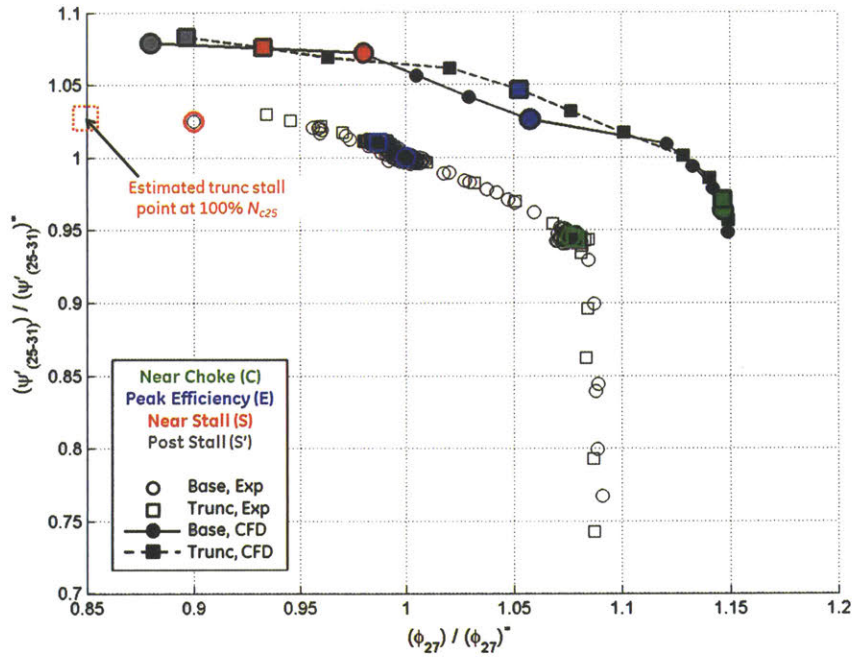 1.1
1.05
1
0.95
0.9
0.85
0.8
0.75
0.7
(ψ'(25-31)) / (ψ'(25-31))=
Estimated trunc stall
point at 100% Nc25
Near Choke (C)
Peak Efficiency (E)
Near Stall (S)
Post Stall (S')
Base, Exp
Trunc, Exp
Base, CFD
Trunc, CFD
0.85 0.9 0.95 1 1.05 1.1 1.15 1.2
(ϕ27) / (ϕ27)=